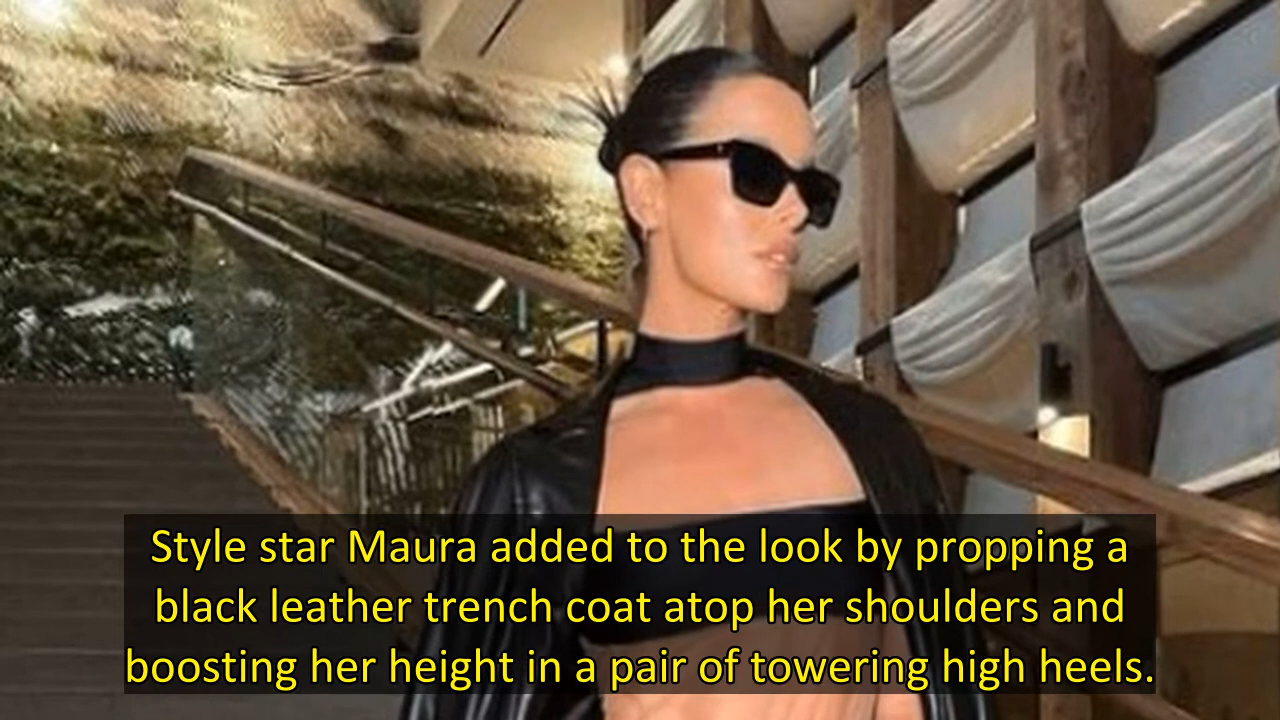 Style star Maura added to the look by propping a
black leather trench coat atop her shoulders and
boosting her height in a pair of towering high heels.